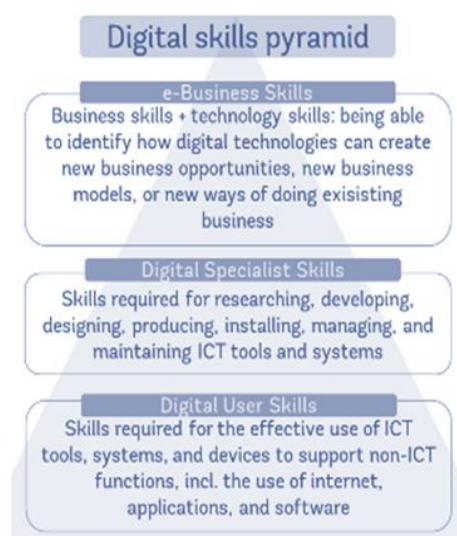 Digital skills pyramid
e-Business Skills
Business skills + technology skills: being able
to identify how digital technologies can create
new business opportunities, new business
models, or new ways of doing exisisting
business
Digital Specialist Skills
Skills required for researching, developing,
designing, producing, installing, managing, and
maintaining ICT tools and systems
Digital User Skills
Skills required for the effective use of ICT
tools, systems, and devices to support non-ICT
functions, incl. the use of internet,
applications, and software